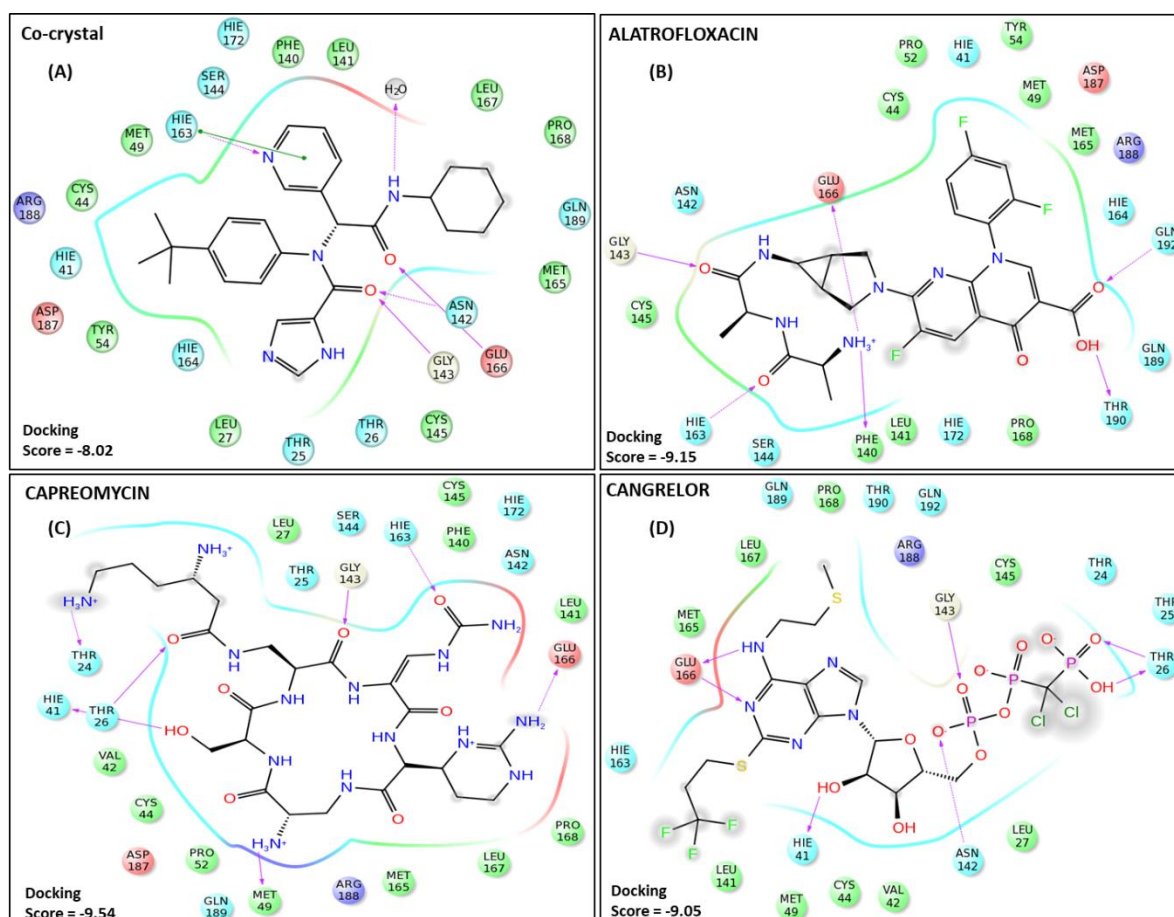 Co-crystal
(A)
HIE
172
PHE
140
LEU
141
SER
144
H₂O
LEU
167
HIE
163
MET
49
PRO
168
N
CYS
44
ARG
188
NH
GLN
189
HIE
41
N
O
MET
165
O
ASP
187
ASN
142
TYR
54
HIE
164
N
NH
GLY
143
GLU
166
LEU
27
THR
25
THR
26
CYS
145
Docking
Score = -8.02
ALATROFLOXACIN
(B)
PRO
52
HIE
41
TYR
54
ASP
187
CYS
44
MET
49
F
MET
165
ARG
188
GLU
166
ASN
142
F
HIE
164
GLN
192
GLY
143
NH
O
N
N
N
O
CYS
145
NH
O
NH₃⁺
F
O
OH
GLN
189
HIE
163
O
THR
190
SER
144
PHE
140
LEU
141
HIE
172
PRO
168
Docking
Score = -9.15
CAPREOMYCIN
(C)
CYS
145
HIE
172
LEU
27
SER
144
HIE
163
PHE
140
NH₃⁺
THR
25
GLY
143
ASN
142
H₃N⁺
O
NH₂
LEU
141
THR
24
O
NH
O
NH
GLU
166
HIE
41
THR
26
O
NH
NH
O
NH₂
HO
NH
HN⁺
VAL
42
NH
NH
NH
O
O
CYS
44
H₃N⁺
PRO
168
ASP
187
PRO
52
LEU
167
GLN
189
MET
49
ARG
188
MET
165
Docking
Score = -9.54
CANGRELOR
(D)
GLN
189
PRO
168
THR
190
GLN
192
LEU
167
ARG
188
CYS
145
THR
24
S
GLY
143
THR
25
MET
165
GLU
166
HN
N
O
O
O⁻
P
O
THR
26
O⁻
P
OH
N
N
N
O
P
O
Cl
Cl
HIE
163
S
O⁻
O
O
HO
F
F
F
OH
HIE
41
ASN
142
LEU
27
LEU
141
MET
49
CYS
44
VAL
42
Docking
Score = -9.05